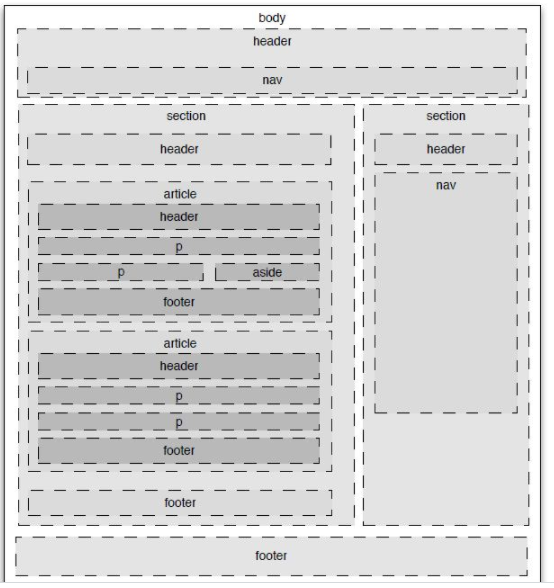 body
header
nav
section
header
article
header
p
p aside
footer
article
header
p
p
footer
footer
section
header
nav
footer